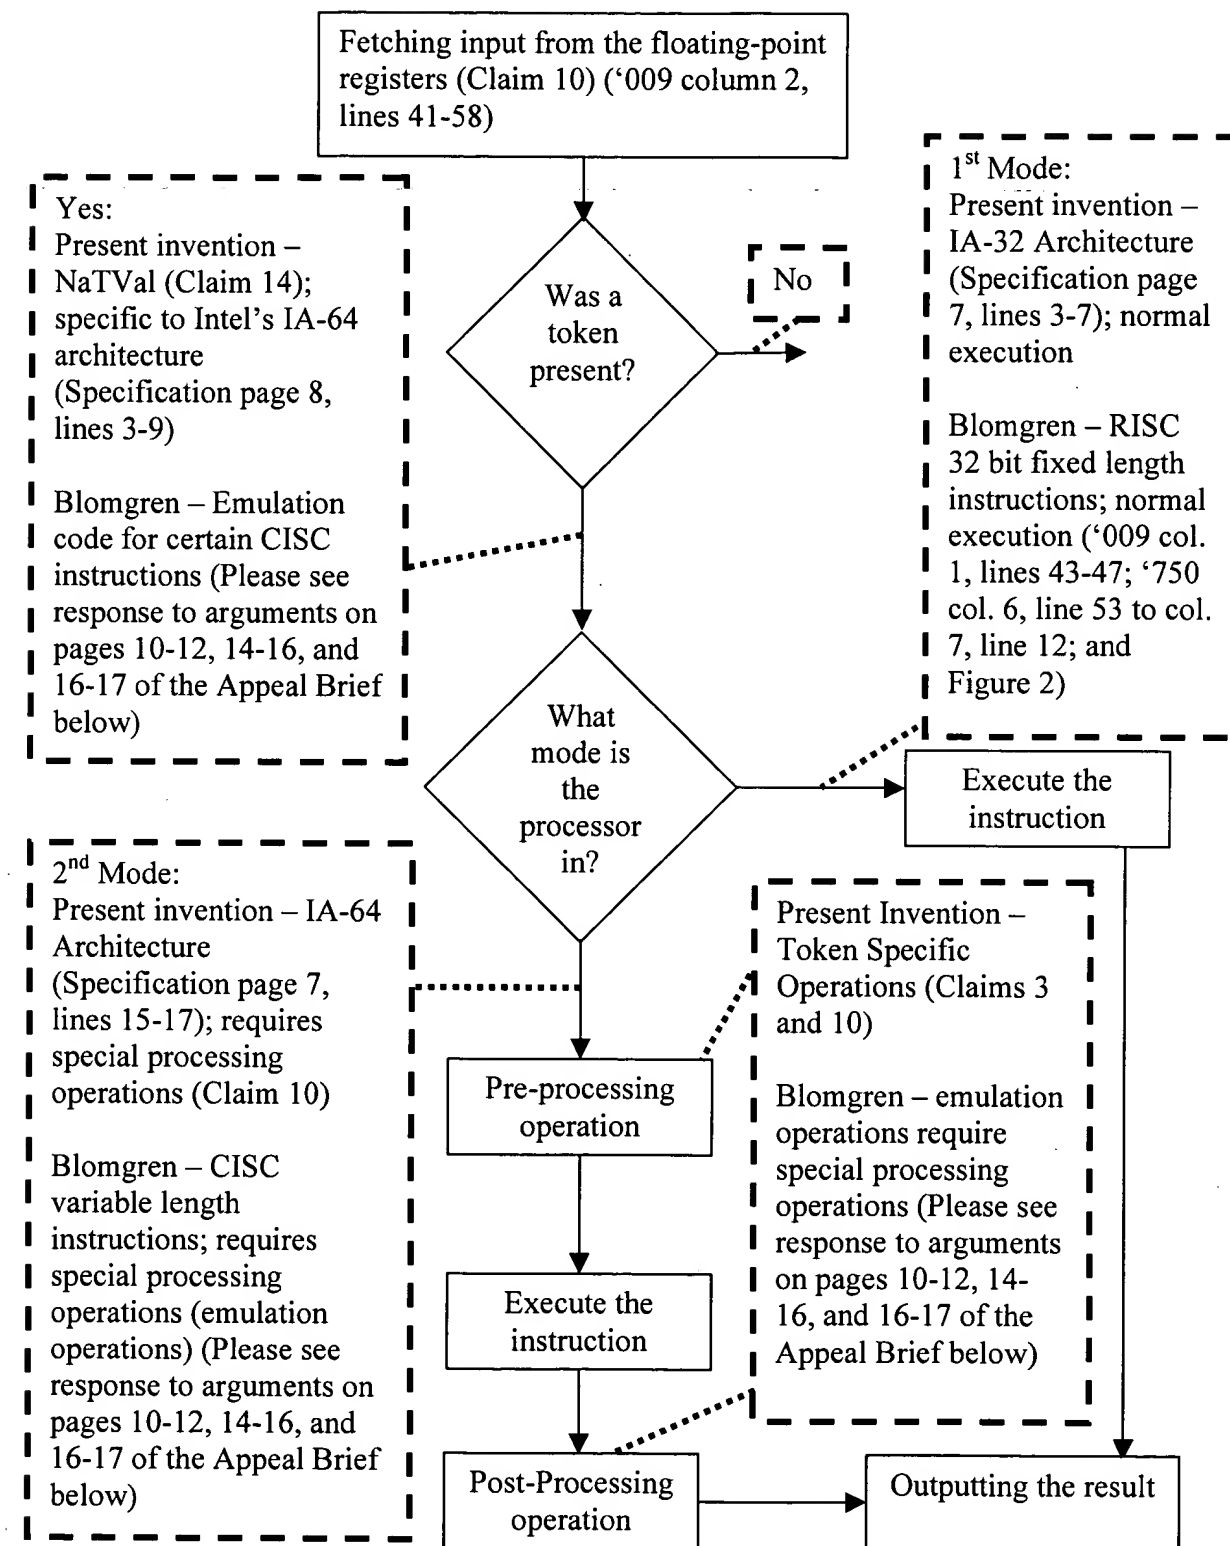 Fetching input from the floating-point
registers (Claim 10) (‘009 column 2,
lines 41-58)
Yes:
Present invention –
NaTVal (Claim 14);
specific to Intel's IA-64
architecture
(Specification page 8,
lines 3-9)
Blomgren – Emulation
code for certain CISC
instructions (Please see
response to arguments on
pages 10-12, 14-16, and
16-17 of the Appeal Brief
below)
Was a
token
present?
No
1st Mode:
Present invention –
IA-32 Architecture
(Specification page
7, lines 3-7); normal
execution
Blomgren – RISC
32 bit fixed length
instructions; normal
execution (‘009 col.
1, lines 43-47; ‘750
col. 6, line 53 to col.
7, line 12; and
Figure 2)
What
mode is
the
processor
in?
Execute the
instruction
2nd Mode:
Present invention – IA-64
Architecture
(Specification page 7,
lines 15-17); requires
special processing
operations (Claim 10)
Blomgren – CISC
variable length
instructions; requires
special processing
operations (emulation
operations) (Please see
response to arguments on
pages 10-12, 14-16, and
16-17 of the Appeal Brief
below)
Present Invention –
Token Specific
Operations (Claims 3
and 10)
Blomgren – emulation
operations require
special processing
operations (Please see
response to arguments
on pages 10-12, 14-
16, and 16-17 of the
Appeal Brief below)
Pre-processing
operation
Execute the
instruction
Post-Processing
operation
Outputting the result